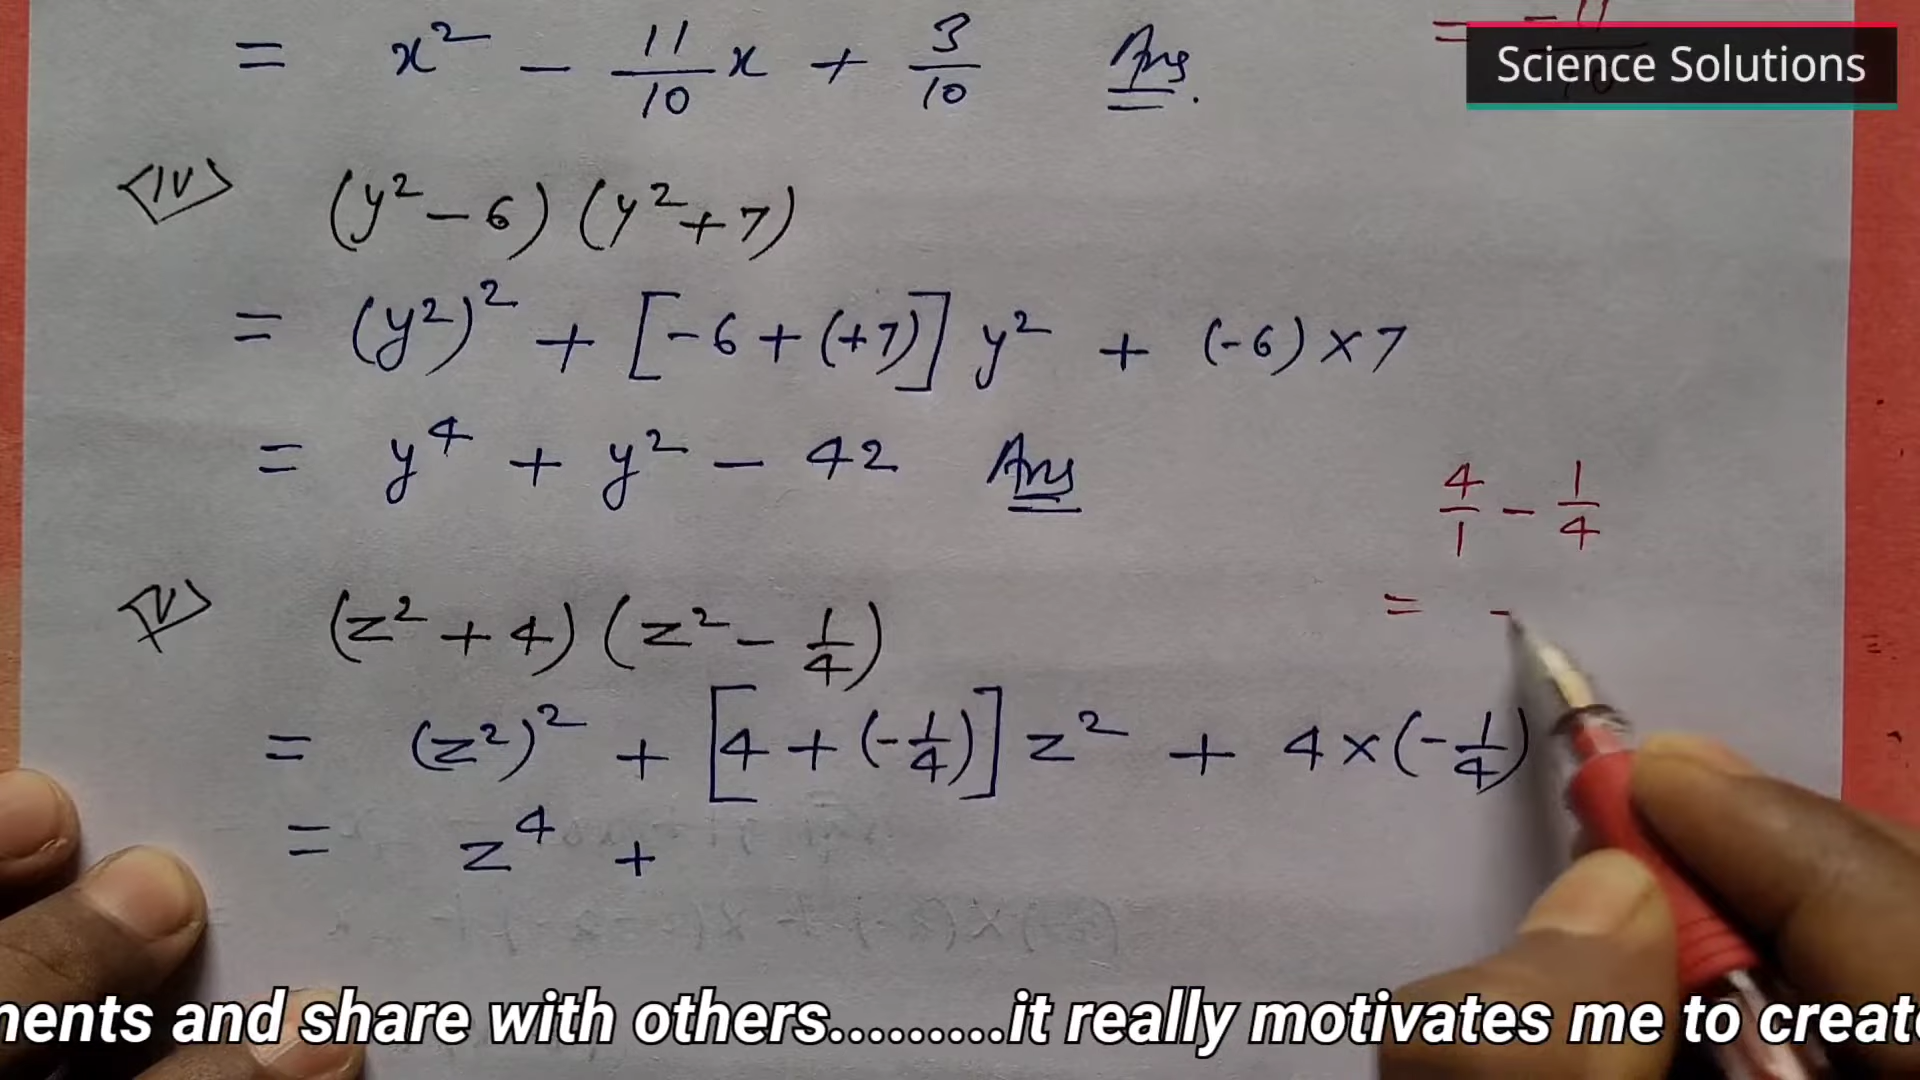 = x² - 11/10 x + 3/10 Ans.
Science Solutions
<IV> (y² - 6) (y² + 7)
= (y²)² + [-6 + (+7)] y² + (-6) × 7
= y⁴ + y² - 42 Ans
4/1 - 1/4
=
<V> (z² + 4) (z² - 1/4)
= (z²)² + [4 + (-1/4)] z² + 4 × (-1/4)
= z⁴ +
and share with others.........it really motivates me to